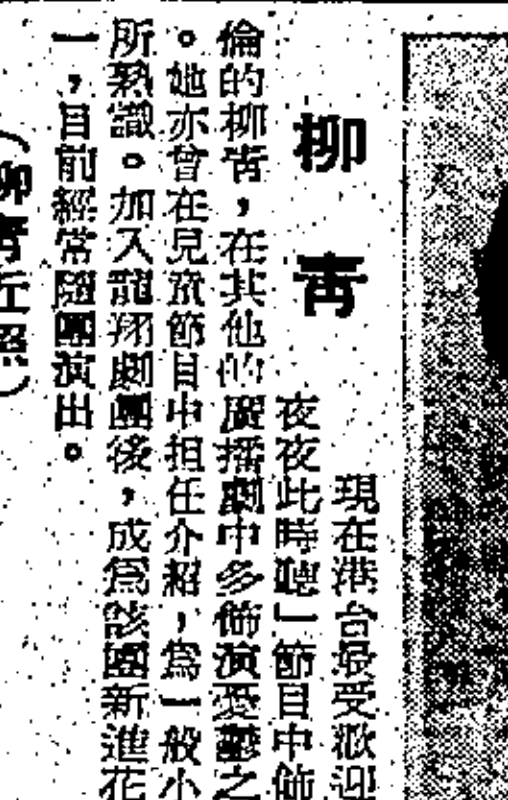 柳青
現在港台最受歡迎
夜夜此時聽」節目中飾
倫的柳青，在其他的廣播劇中多飾演憂鬱之
。她亦曾在兒童節目中担任介紹，為一般小
所熟識。加入龍翔劇團後，成爲該團新進花
一，目前經常隨團演出。
（柳青近照）